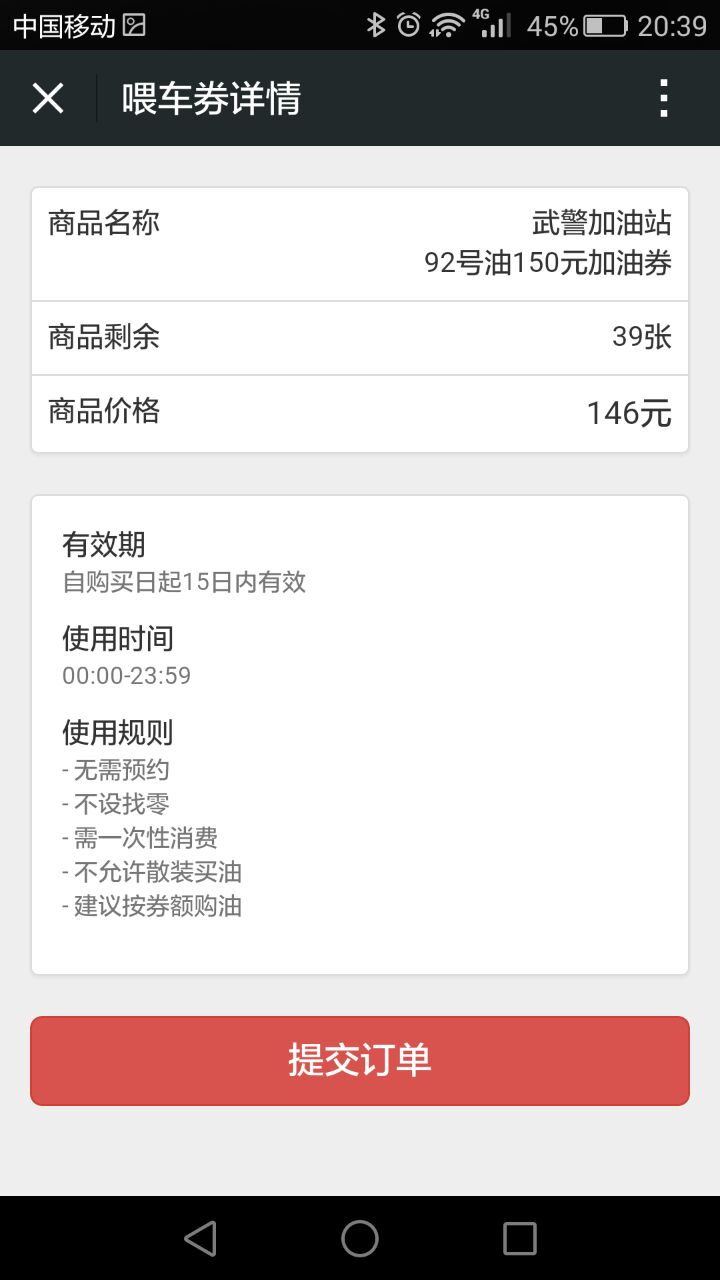 中国移动
4G
45%
20:39
喂车券详情
商品名称
武警加油站
92号油150元加油券
商品剩余
39张
商品价格
146元
有效期
自购买日起15日内有效
使用时间
00:00-23:59
使用规则
- 无需预约
- 不设找零
- 需一次性消费
- 不允许散装买油
- 建议按券额购油
提交订单